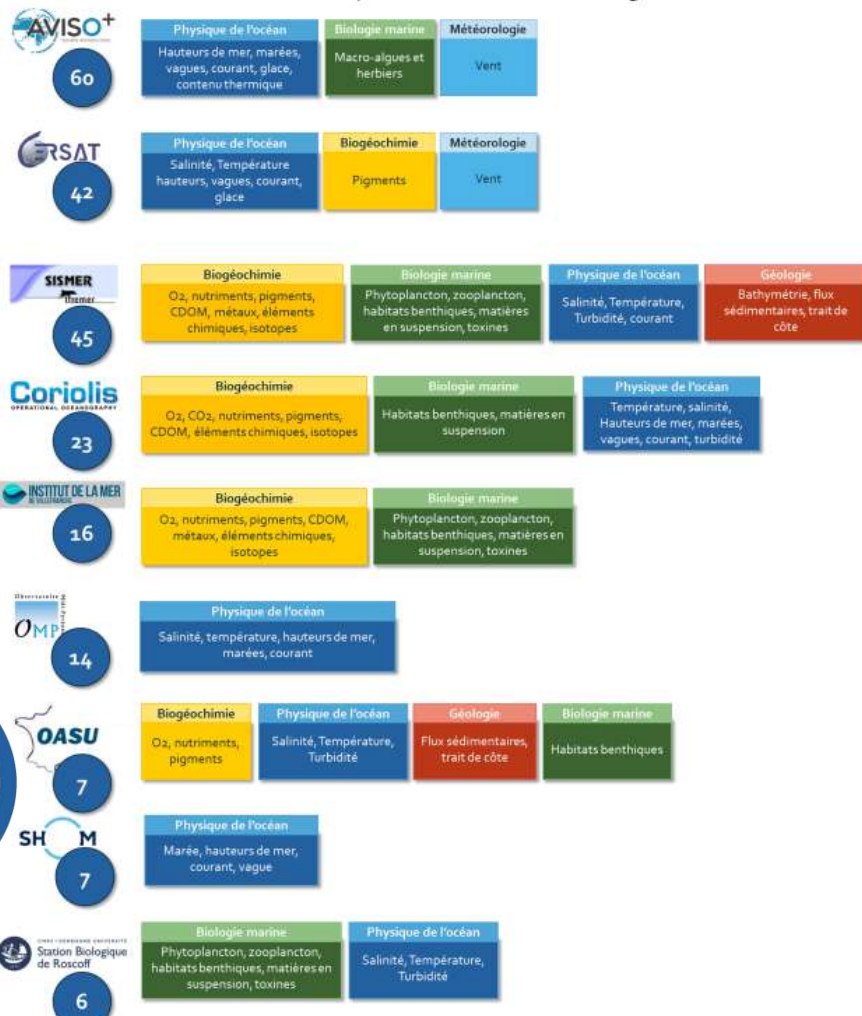 AVISO+
60
Physique de l'océan
Hauteurs de mer, marées,
vagues, courant, glace,
contenu thermique
Biologie marine
Macro-algues et
herbiers
Météorologie
Vent
CERSAT
42
Physique de l'océan
Salinité, Température
hauteurs, vagues, courant,
glace
Biogéochimie
Pigments
Météorologie
Vent
SISMER
45
Biogéochimie
O2, nutriments, pigments,
CDOM, métaux, éléments
chimiques, isotopes
Biologie marine
Phytoplancton, zooplancton,
habitats benthiques, matières
en suspension, toxines
Physique de l'océan
Salinité, Température,
Turbidité, courant
Géologie
Bathymétrie, flux
sédimentaires, trait de
côte
Coriolis
OPERATIONAL OCEANOGRAPHY
23
Biogéochimie
O2, CO2, nutriments, pigments,
CDOM, éléments chimiques, isotopes
Biologie marine
Habitats benthiques, matières en
suspension
Physique de l'océan
Température, salinité,
Hauteurs de mer, marées,
vagues, courant, turbidité
INSTITUT DE LA MER
DE VILLEFRANCHE
16
Biogéochimie
O2, nutriments, pigments, CDOM,
métaux, éléments chimiques,
isotopes
Biologie marine
Phytoplancton, zooplancton,
habitats benthiques, matières en
suspension, toxines
Observatoire
Midi-Pyrénées
OMP
14
Physique de l'océan
Salinité, température, hauteurs de mer,
marées, courant
OASU
7
Biogéochimie
O2, nutriments,
pigments
Physique de l'océan
Salinité, Température,
Turbidité
Géologie
Flux sédimentaires,
trait de côte
Biologie marine
Habitats benthiques
SH M
7
Physique de l'océan
Marée, hauteurs de mer,
courant, vague
Station Biologique
de Roscoff
6
Biologie marine
Phytoplancton, zooplancton,
habitats benthiques, matières en
suspension, toxines
Physique de l'océan
Salinité, Température,
Turbidité